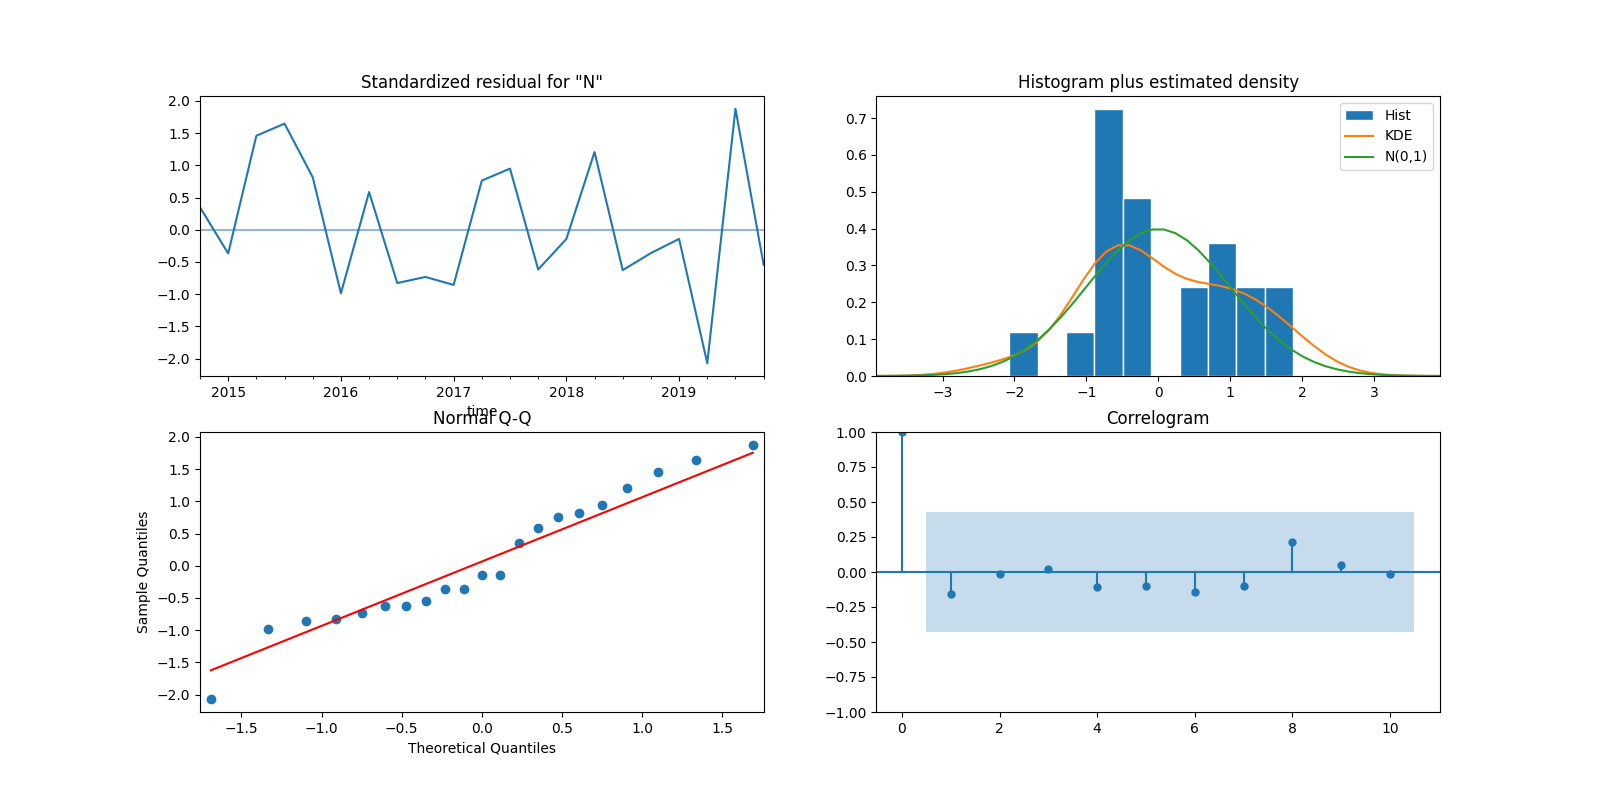 Standardized residual for "N"
2.0
1.5
1.0
0.5
0.0
−0.5
−1.0
−1.5
−2.0
2015 2016 2017 2018 2019
time
Histogram plus estimated density
Hist
KDE
N(0,1)
0.7
0.6
0.5
0.4
0.3
0.2
0.1
0.0
−3 −2 −1 0 1 2 3
Normal Q-Q
Sample Quantiles
2.0
1.5
1.0
0.5
0.0
−0.5
−1.0
−1.5
−2.0
−1.5 −1.0 −0.5 0.0 0.5 1.0 1.5
Theoretical Quantiles
Correlogram
1.00
0.75
0.50
0.25
0.00
−0.25
−0.50
−0.75
−1.00
0 2 4 6 8 10